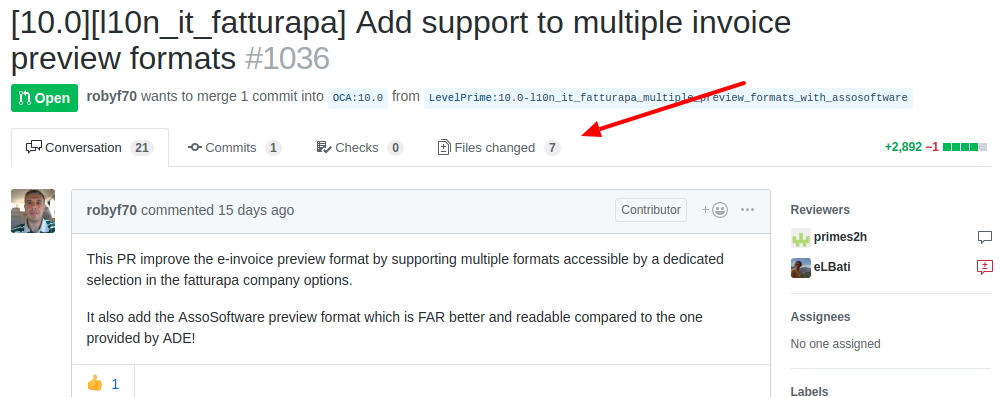 [10.0][l10n_it_fatturapa] Add support to multiple invoice
preview formats #1036
Open robyf70 wants to merge 1 commit into OCA:10.0 from LevelPrime:10.0-l10n_it_fatturapa_multiple_preview_formats_with_assosoftware
Conversation 21 Commits 1 Checks 0 Files changed 7 +2,892 −1
robyf70 commented 15 days ago Contributor + ...
This PR improve the e-invoice preview format by supporting multiple formats accessible by a dedicated
selection in the fatturapa company options.
It also add the AssoSoftware preview format which is FAR better and readable compared to the one
provided by ADE!
1
Reviewers
primes2h
eLBati
Assignees
No one assigned
Labels